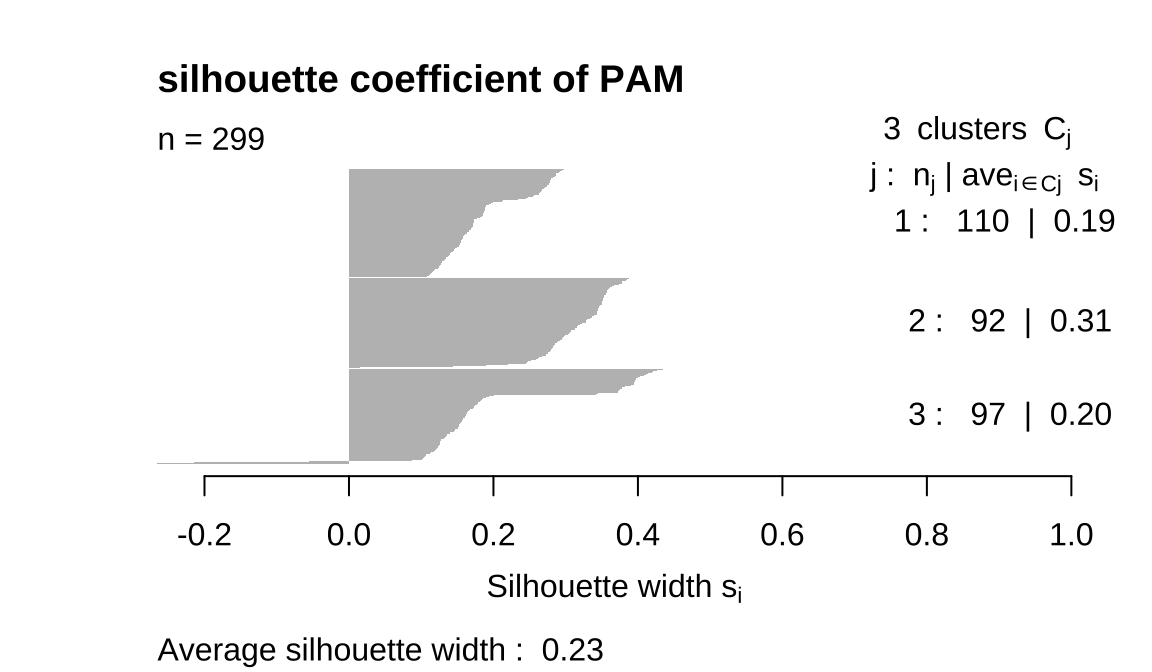 silhouette coefficient of PAM
n = 299
3 clusters Cj
j : nj | avei∈Cj si
1 : 110 | 0.19
2 : 92 | 0.31
3 : 97 | 0.20
-0.2 0.0 0.2 0.4 0.6 0.8 1.0
Silhouette width si
Average silhouette width : 0.23